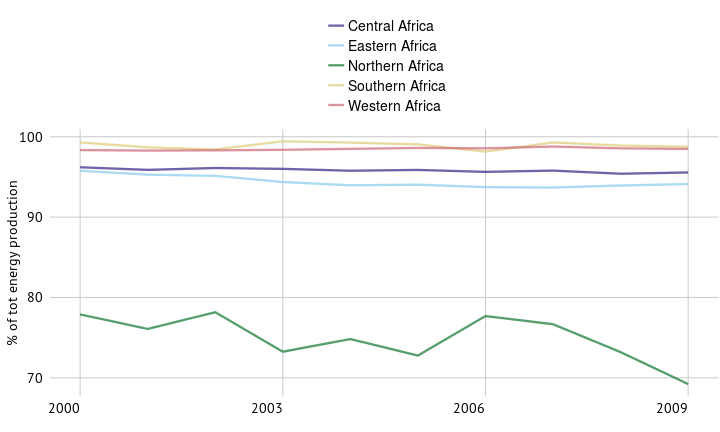 Central Africa
Eastern Africa
Northern Africa
Southern Africa
Western Africa
% of tot energy production
100
90
80
70
2000
2003
2006
2009